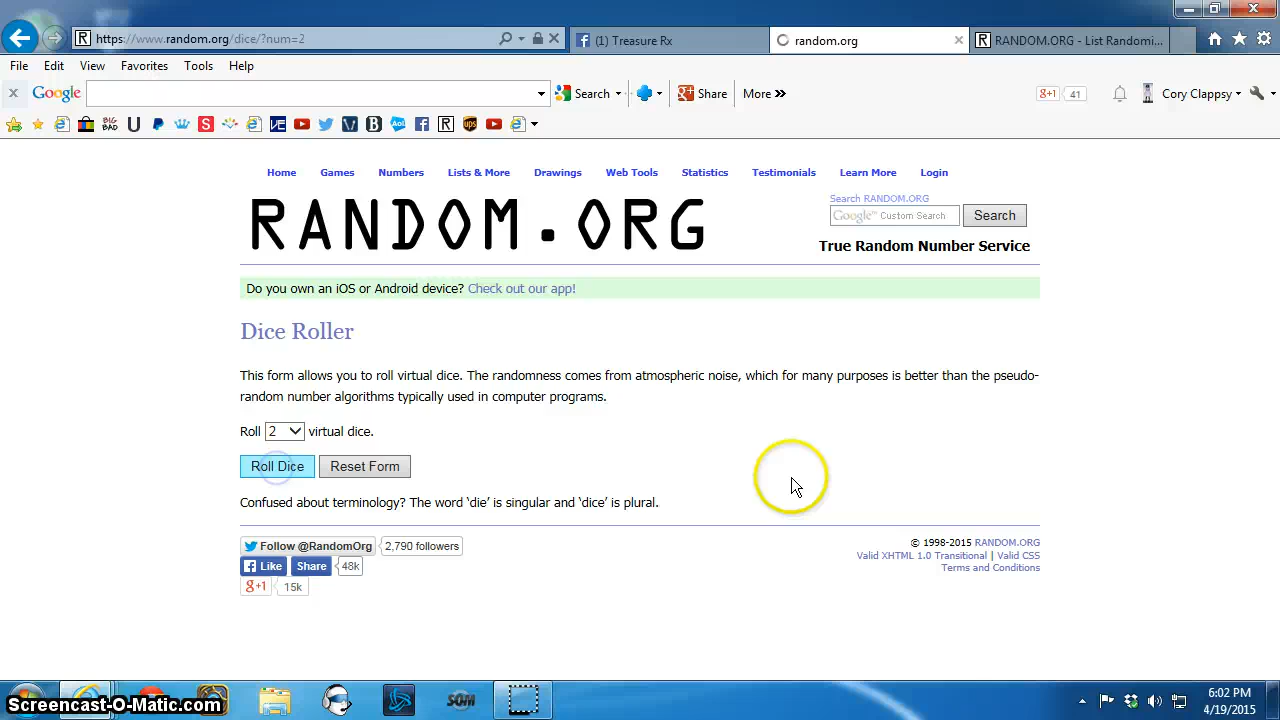 https://www.random.org/dice/?num=2
(1) Treasure Rx
random.org
RANDOM.ORG - List Randomi...
File Edit View Favorites Tools Help
Google Search Share More »
g+1 41 Cory Clappsy
BIG BAD
Home Games Numbers Lists & More Drawings Web Tools Statistics Testimonials Learn More Login
RANDOM.ORG
Search RANDOM.ORG
Google™ Custom Search Search
True Random Number Service
Do you own an iOS or Android device? Check out our app!
Dice Roller
This form allows you to roll virtual dice. The randomness comes from atmospheric noise, which for many purposes is better than the pseudo-
random number algorithms typically used in computer programs.
Roll 2 virtual dice.
Roll Dice Reset Form
Confused about terminology? The word ‘die’ is singular and ‘dice’ is plural.
Follow @RandomOrg 2,790 followers
Like Share 48k
g+1 15k
© 1998-2015 RANDOM.ORG
Valid XHTML 1.0 Transitional | Valid CSS
Terms and Conditions
SOM
Screencast-O-Matic.com
6:02 PM
4/19/2015